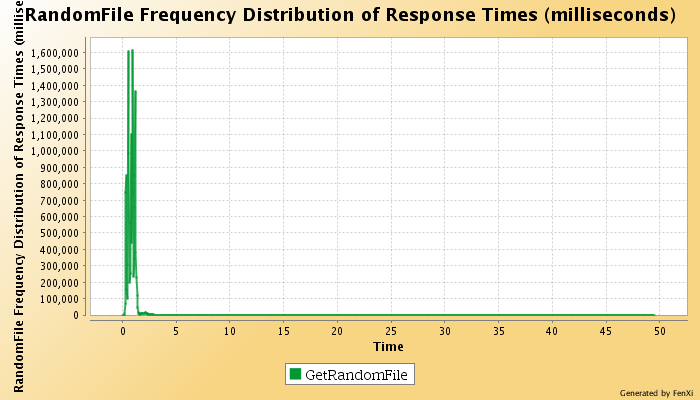 RandomFile Frequency Distribution of Response Times (milliseconds)
RandomFile Frequency Distribution of Response Times (millise
1,600,000
1,500,000
1,400,000
1,300,000
1,200,000
1,100,000
1,000,000
900,000
800,000
700,000
600,000
500,000
400,000
300,000
200,000
100,000
0
0 5 10 15 20 25 30 35 40 45 50
Time
GetRandomFile
Generated by FenXi